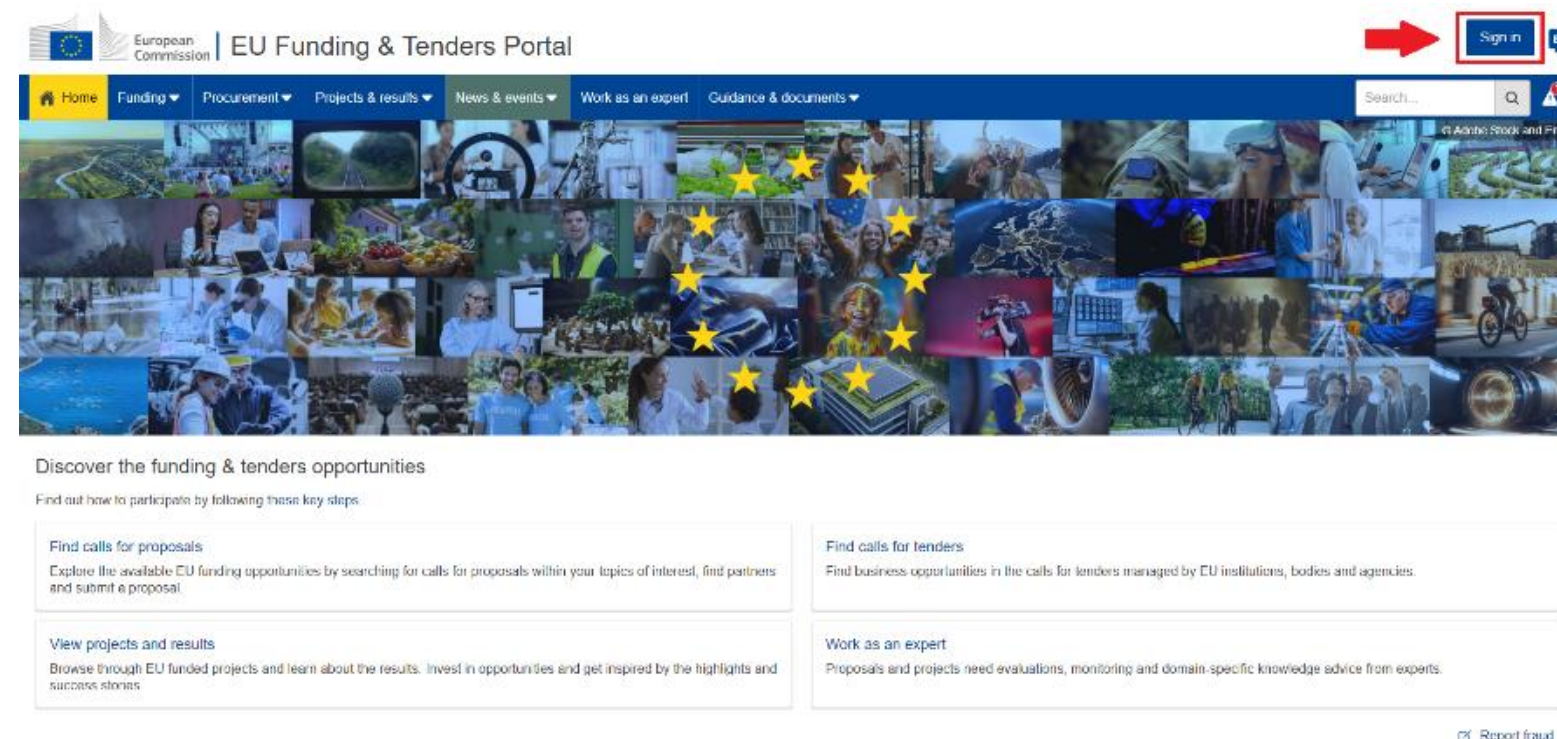 European
Commission
EU Funding & Tenders Portal
Sign in
Home
Funding
Procurement
Projects & results
News & events
Work as an expert
Guidance & documents
Search...
© Adobe Stock and
Discover the funding & tenders opportunities
Find out how to participate by following these key steps.
Find calls for proposals
Explore the available EU funding opportunities by searching for calls for proposals within your topics of interest, find partners
and submit a proposal.
Find calls for tenders
Find business opportunities in the calls for tenders managed by EU institutions, bodies and agencies.
View projects and results
Browse through EU funded projects and learn about the results. Invest in opportunities and get inspired by the highlights and
success stories.
Work as an expert
Proposals and projects need evaluations, monitoring and domain-specific knowledge advice from experts.
Report fraud